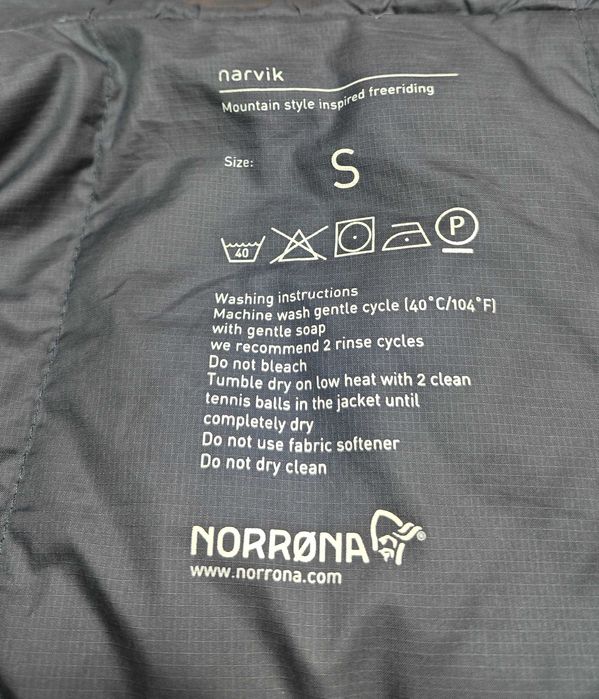 narvik
Mountain style inspired freeriding
Size: S
40 P
Washing instructions
Machine wash gentle cycle (40°C/104°F)
with gentle soap
we recommend 2 rinse cycles
Do not bleach
Tumble dry on low heat with 2 clean
tennis balls in the jacket until
completely dry
Do not use fabric softener
Do not dry clean
NORRØNA®
www.norrona.com